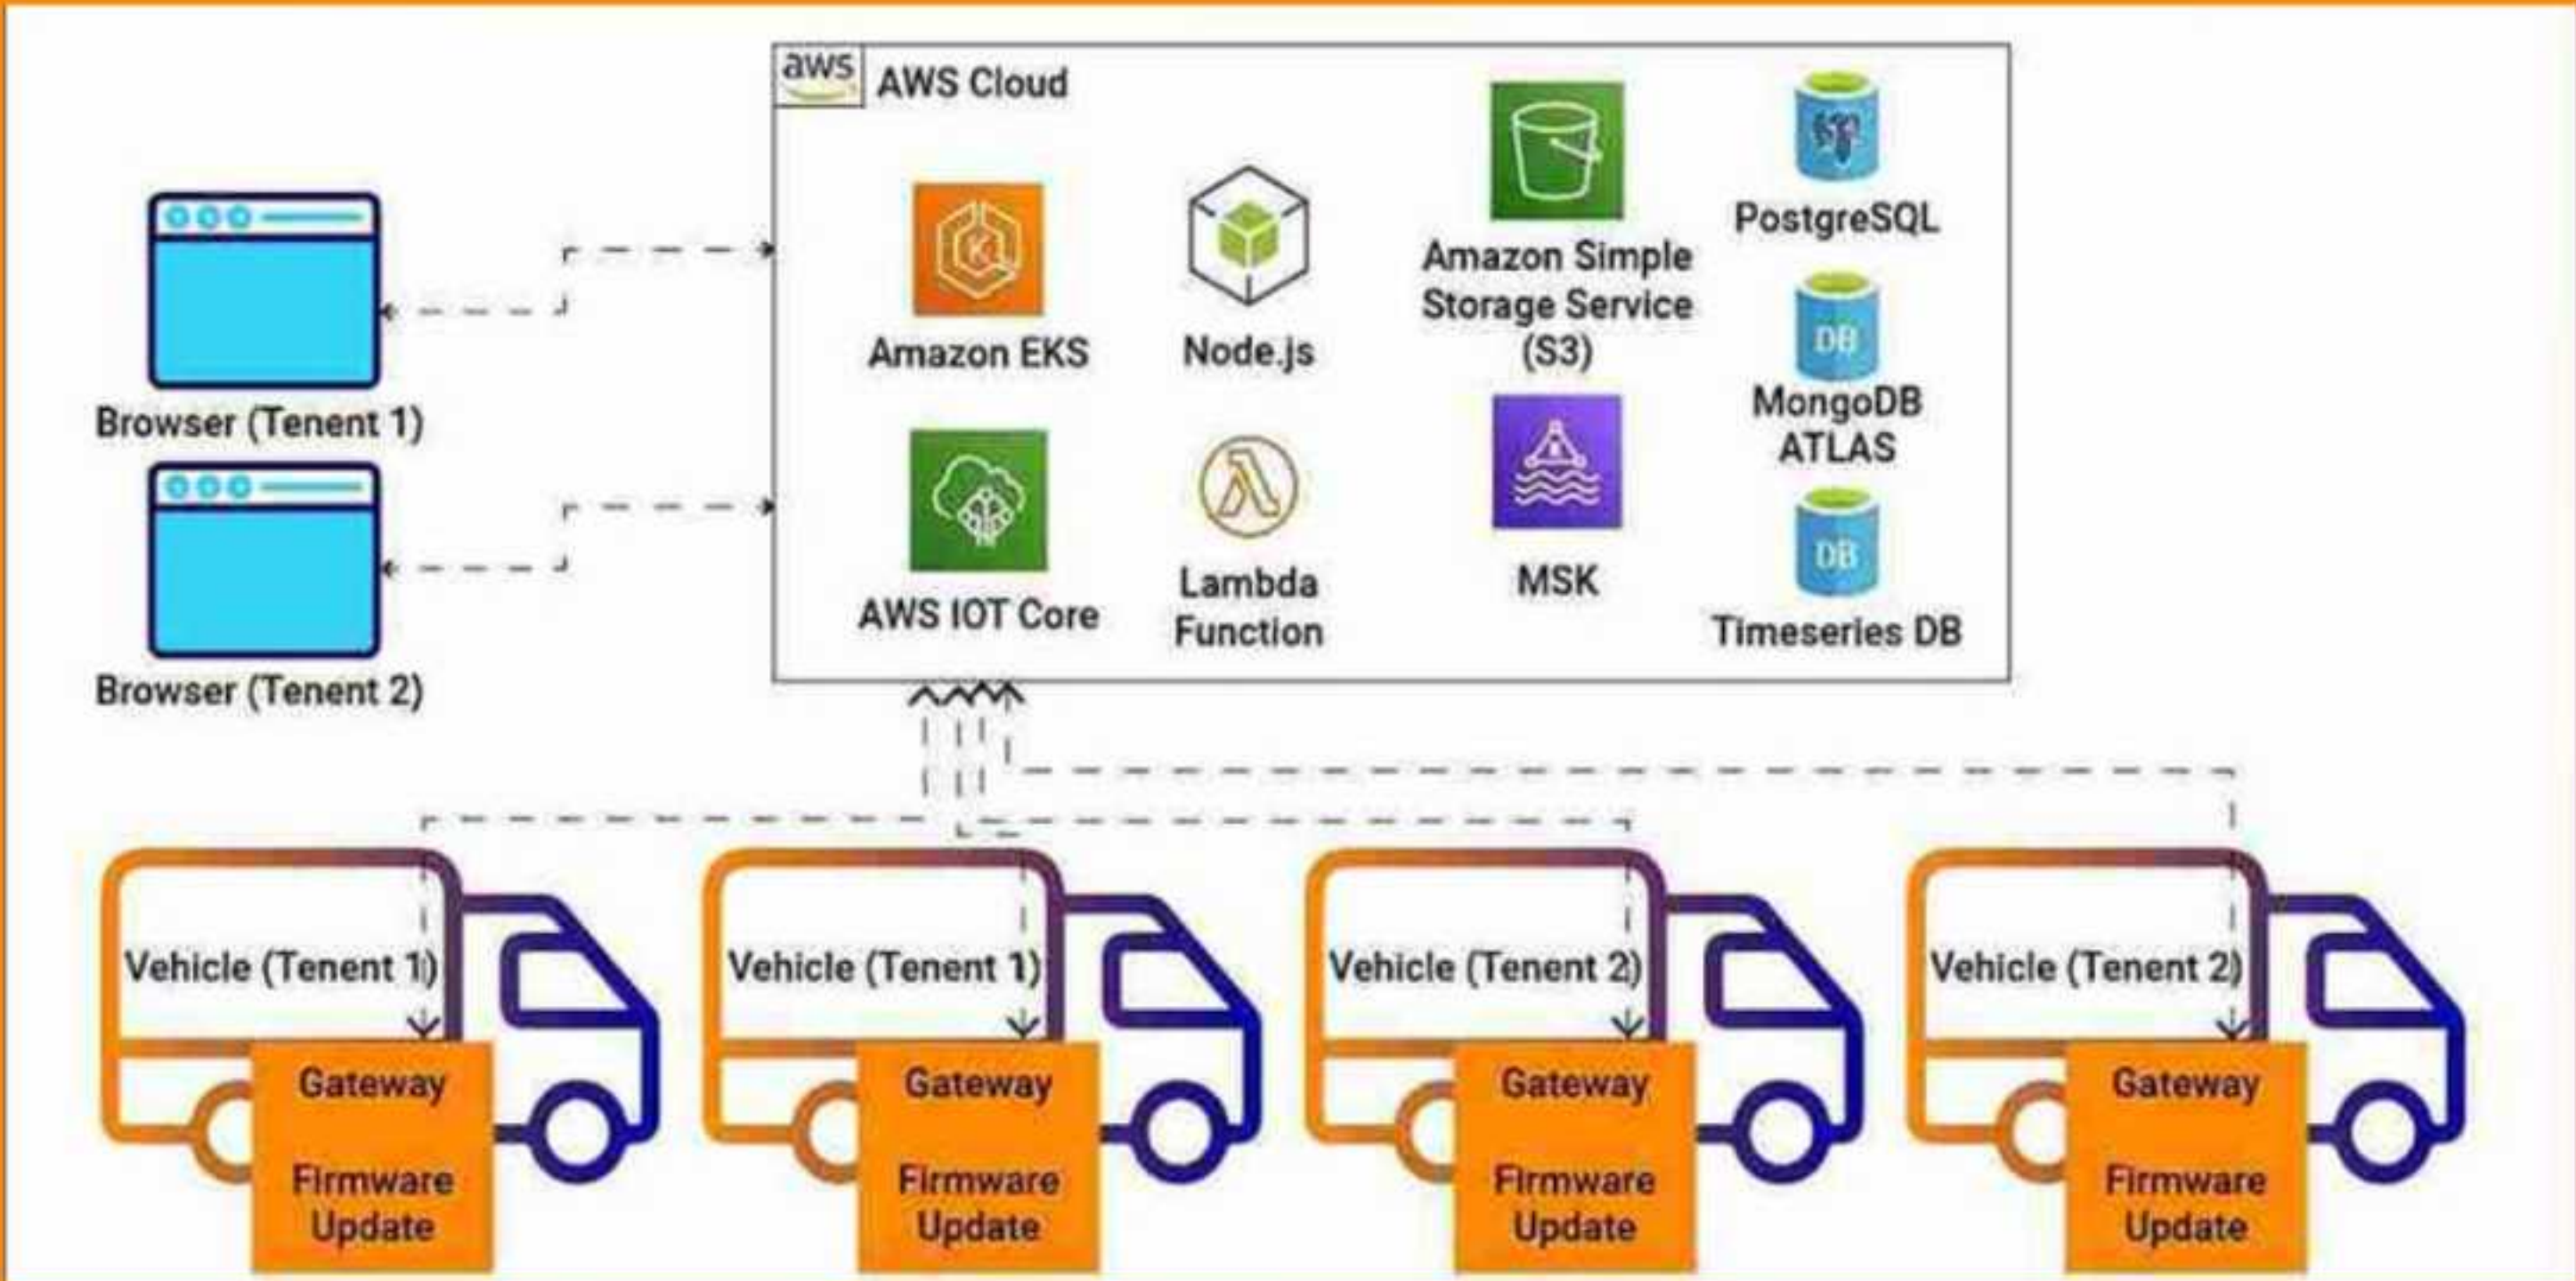 aws
AWS Cloud
Amazon EKS
Node.js
Amazon Simple
Storage Service
(S3)
PostgreSQL
DB
MongoDB
ATLAS
AWS IOT Core
Lambda
Function
MSK
DB
Timeseries DB
Browser (Tenent 1)
Browser (Tenent 2)
Vehicle (Tenent 1)
Gateway
Firmware
Update
Vehicle (Tenent 1)
Gateway
Firmware
Update
Vehicle (Tenent 2)
Gateway
Firmware
Update
Vehicle (Tenent 2)
Gateway
Firmware
Update